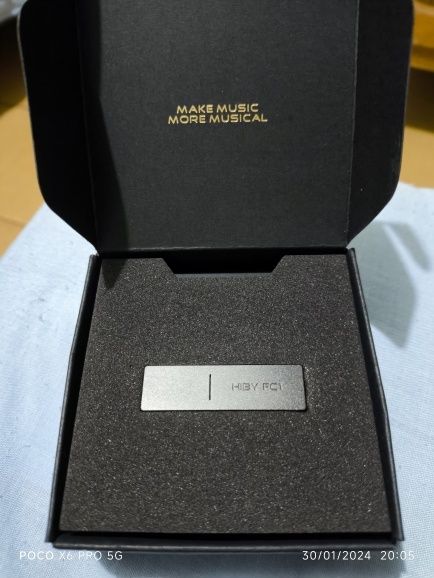 MAKE MUSIC
MORE MUSICAL
HIBY FC1
POCO X6 PRO 5G
30/01/2024 20:05